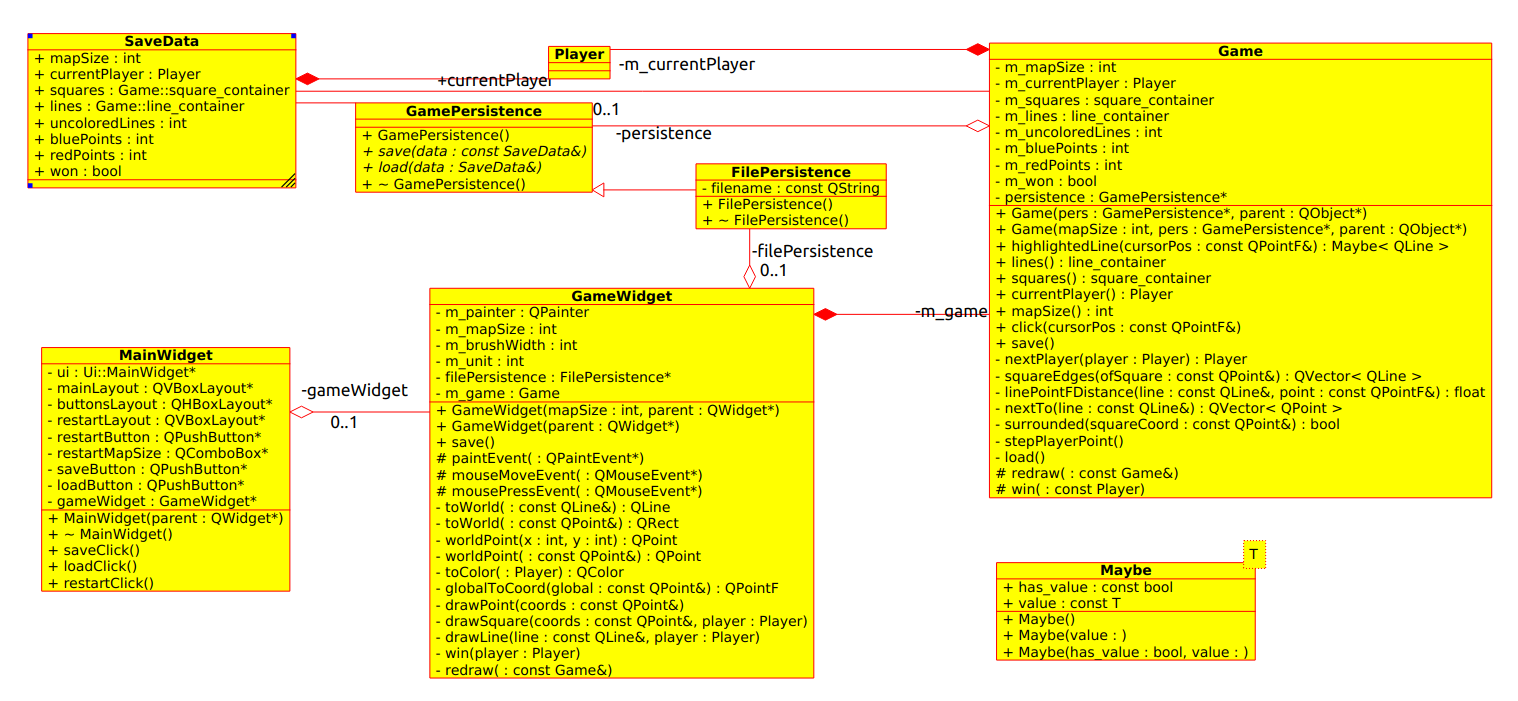 SaveData
+ mapSize : int
+ currentPlayer : Player
+ squares : Game::square_container
+ lines : Game::line_container
+ uncoloredLines : int
+ bluePoints : int
+ redPoints : int
+ won : bool
+currentPlayer
Player
-m_currentPlayer
GamePersistence
+ GamePersistence()
+ save(data : const SaveData&)
+ load(data : SaveData&)
+ ~ GamePersistence()
0..1
-persistence
FilePersistence
- filename : const QString
+ FilePersistence()
+ ~ FilePersistence()
-filePersistence
0..1
Game
- m_mapSize : int
- m_currentPlayer : Player
- m_squares : square_container
- m_lines : line_container
- m_uncoloredLines : int
- m_bluePoints : int
- m_redPoints : int
- m_won : bool
- persistence : GamePersistence*
+ Game(pers : GamePersistence*, parent : QObject*)
+ Game(mapSize : int, pers : GamePersistence*, parent : QObject*)
+ highlightedLine(cursorPos : const QPointF&) : Maybe< QLine >
+ lines() : line_container
+ squares() : square_container
+ currentPlayer() : Player
+ mapSize() : int
+ click(cursorPos : const QPointF&)
+ save()
- nextPlayer(player : Player) : Player
- squareEdges(ofSquare : const QPoint&) : QVector< QLine >
- linePointFDistance(line : const QLine&, point : const QPointF&) : float
- nextTo(line : const QLine&) : QVector< QPoint >
- surrounded(squareCoord : const QPoint&) : bool
- stepPlayerPoint()
- load()
# redraw( : const Game&)
# win( : const Player)
MainWidget
- ui : Ui::MainWidget*
- mainLayout : QVBoxLayout*
- buttonsLayout : QHBoxLayout*
- restartLayout : QVBoxLayout*
- restartButton : QPushButton*
- restartMapSize : QComboBox*
- saveButton : QPushButton*
- loadButton : QPushButton*
- gameWidget : GameWidget*
+ MainWidget(parent : QWidget*)
+ ~ MainWidget()
+ saveClick()
+ loadClick()
+ restartClick()
-gameWidget
0..1
GameWidget
- m_painter : QPainter
- m_mapSize : int
- m_brushWidth : int
- m_unit : int
- filePersistence : FilePersistence*
- m_game : Game
+ GameWidget(mapSize : int, parent : QWidget*)
+ GameWidget(parent : QWidget*)
+ save()
# paintEvent( : QPaintEvent*)
# mouseMoveEvent( : QMouseEvent*)
# mousePressEvent( : QMouseEvent*)
- toWorld( : const QLine&) : QLine
- toWorld( : const QPoint&) : QRect
- worldPoint(x : int, y : int) : QPoint
- worldPoint( : const QPoint&) : QPoint
- toColor( : Player) : QColor
- globalToCoord(global : const QPoint&) : QPointF
- drawPoint(coords : const QPoint&)
- drawSquare(coords : const QPoint&, player : Player)
- drawLine(line : const QLine&, player : Player)
- win(player : Player)
- redraw( : const Game&)
-m_game
T
Maybe
+ has_value : const bool
+ value : const T
+ Maybe()
+ Maybe(value : )
+ Maybe(has_value : bool, value : )